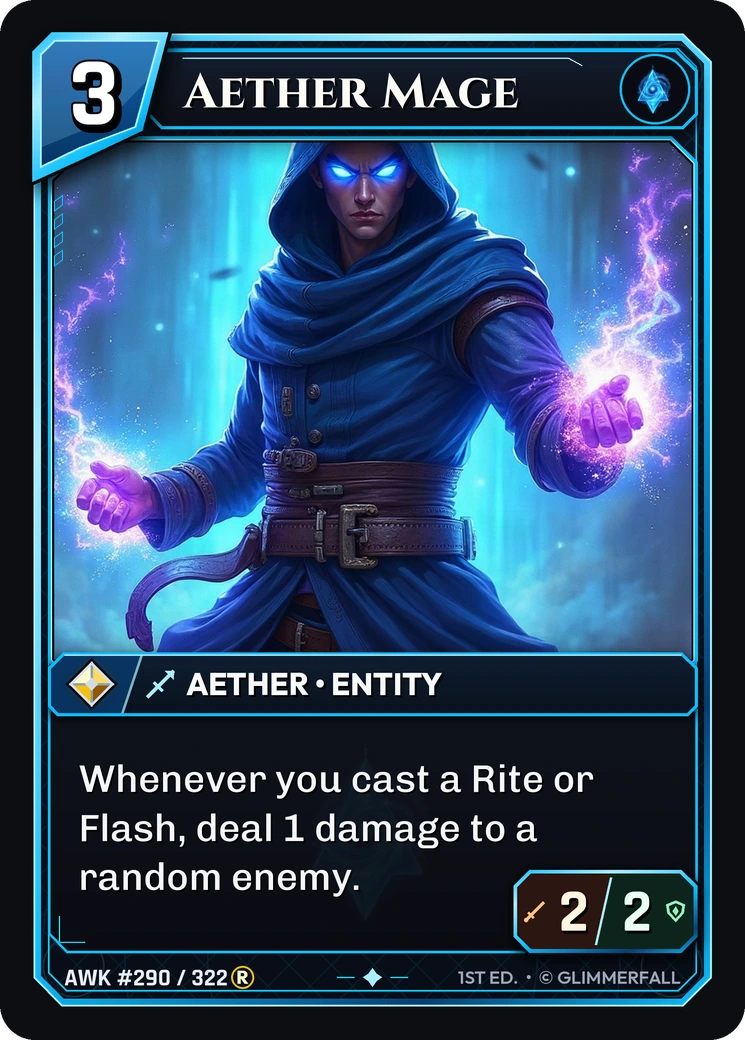 3
AETHER MAGE
AETHER • ENTITY
Whenever you cast a Rite or
Flash, deal 1 damage to a
random enemy.
2 / 2
AWK #290 / 322 R
1ST ED. • © GLIMMERFALL